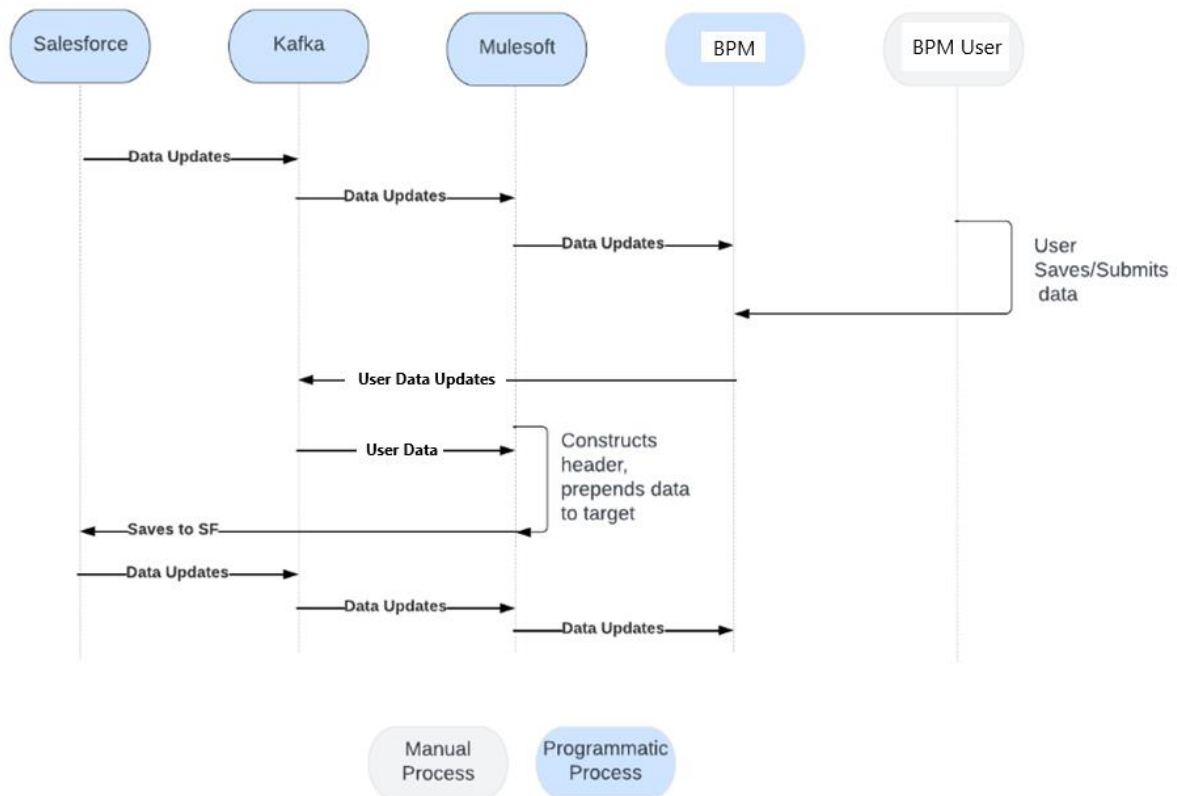 Salesforce
Kafka
Mulesoft
BPM
BPM User
Data Updates
Data Updates
Data Updates
User
Saves/Submits
data
User Data Updates
User Data
Constructs
header,
prepends data
to target
Saves to SF
Data Updates
Data Updates
Data Updates
Manual
Process
Programmatic
Process